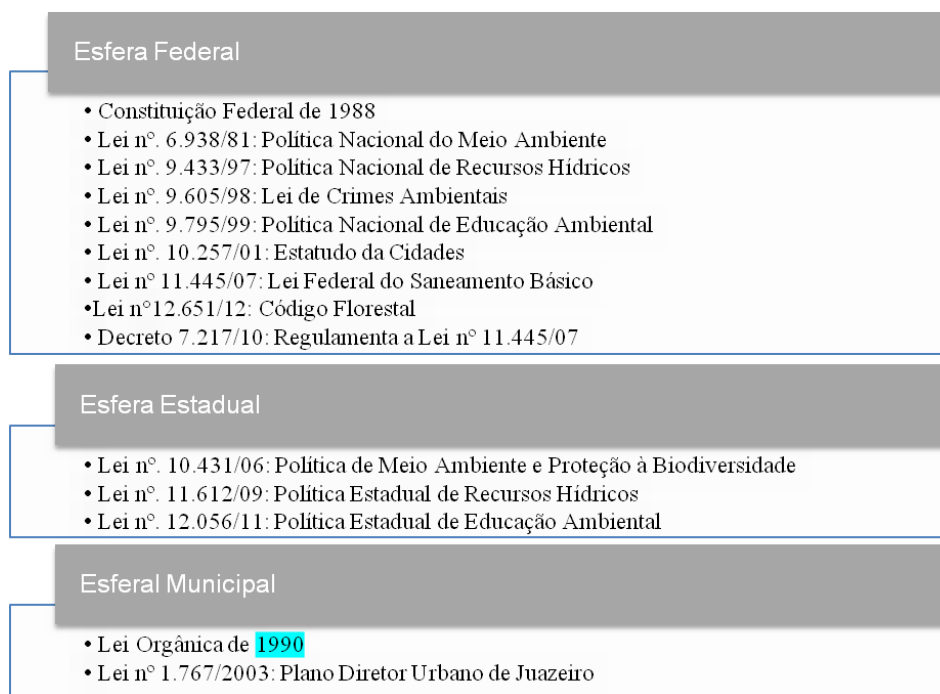 Esfera Federal
• Constituição Federal de 1988
• Lei nº. 6.938/81: Política Nacional do Meio Ambiente
• Lei nº. 9.433/97: Política Nacional de Recursos Hídricos
• Lei nº. 9.605/98: Lei de Crimes Ambientais
• Lei nº. 9.795/99: Política Nacional de Educação Ambiental
• Lei nº. 10.257/01: Estatudo da Cidades
• Lei nº 11.445/07: Lei Federal do Saneamento Básico
•Lei n°12.651/12: Código Florestal
• Decreto 7.217/10: Regulamenta a Lei nº 11.445/07
Esfera Estadual
• Lei nº. 10.431/06: Política de Meio Ambiente e Proteção à Biodiversidade
• Lei nº. 11.612/09: Política Estadual de Recursos Hídricos
• Lei nº. 12.056/11: Política Estadual de Educação Ambiental
Esferal Municipal
• Lei Orgânica de 1990
• Lei nº 1.767/2003: Plano Diretor Urbano de Juazeiro